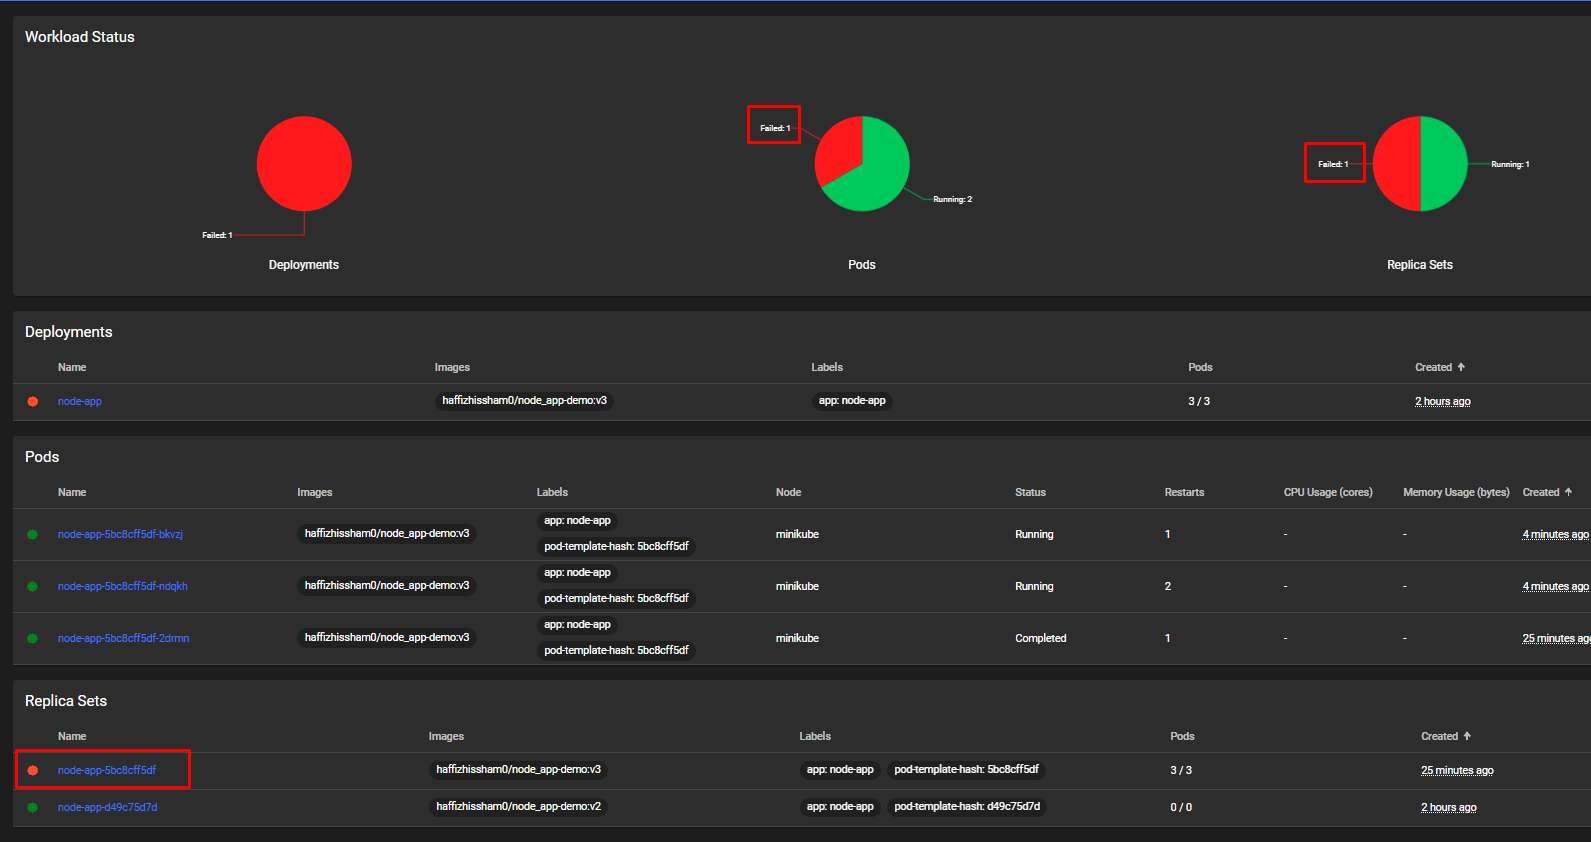 Workload Status
Failed: 1
Failed: 1
Failed: 1
Running: 1
Running: 2
Deployments
Pods
Replica Sets
Deployments
Name Images Labels Pods Created
node-app haffizhissham0/node_app-demo:v3 app: node-app 3 / 3 2 hours ago
Pods
Name Images Labels Node Status Restarts CPU Usage (cores) Memory Usage (bytes) Created
node-app-5bc8cff5df-bkvzj haffizhissham0/node_app-demo:v3 app: node-app minikube Running 1 - - 4 minutes ago
pod-template-hash: 5bc8cff5df
node-app-5bc8cff5df-ndqkh haffizhissham0/node_app-demo:v3 app: node-app minikube Running 2 - - 4 minutes ago
pod-template-hash: 5bc8cff5df
node-app-5bc8cff5df-2drmn haffizhissham0/node_app-demo:v3 app: node-app minikube Completed 1 - - 25 minutes ago
pod-template-hash: 5bc8cff5df
Replica Sets
Name Images Labels Pods Created
node-app-5bc8cff5df haffizhissham0/node_app-demo:v3 app: node-app pod-template-hash: 5bc8cff5df 3 / 3 25 minutes ago
node-app-d49c75d7d haffizhissham0/node_app-demo:v2 app: node-app pod-template-hash: d49c75d7d 0 / 0 2 hours ago